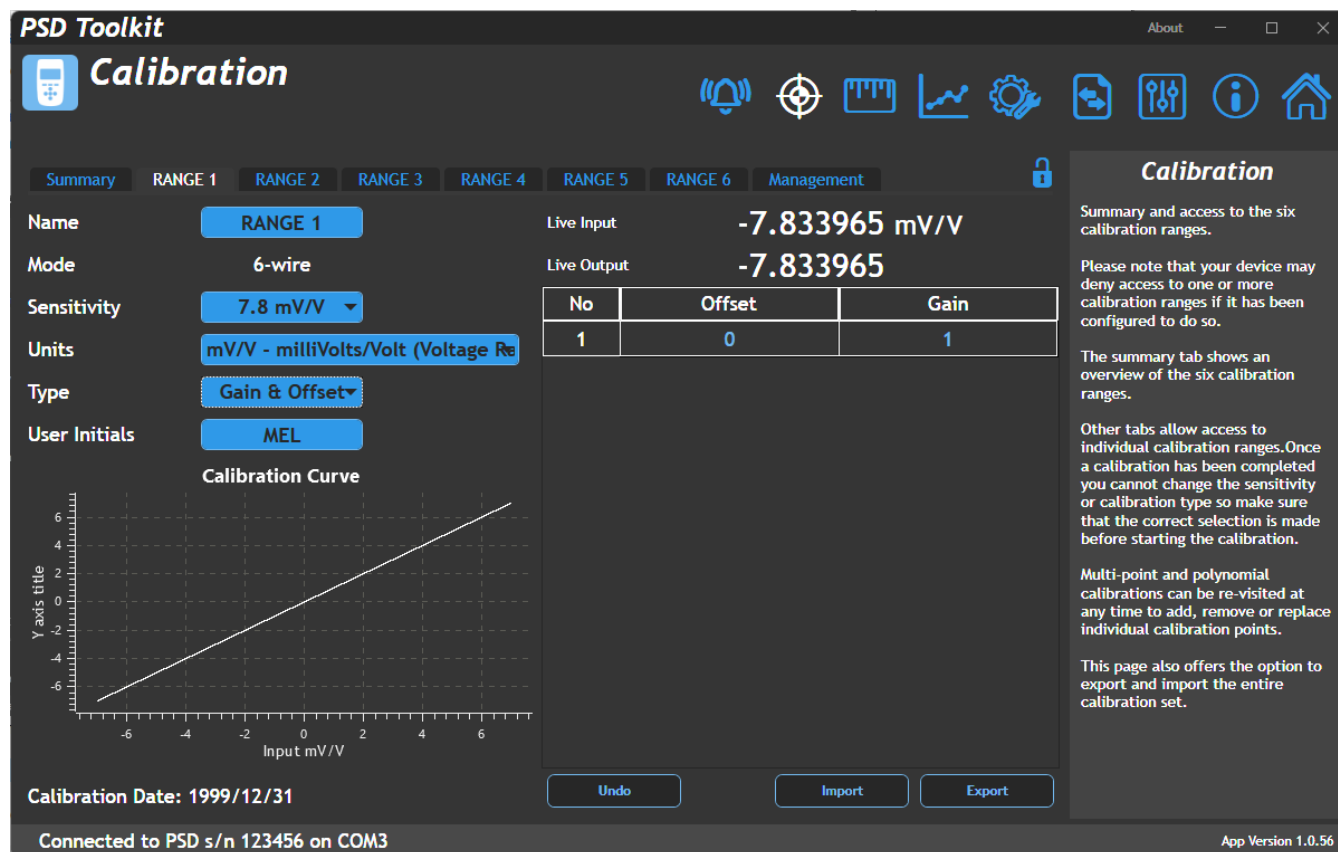 PSD Toolkit
About
Calibration
Summary RANGE 1 RANGE 2 RANGE 3 RANGE 4 RANGE 5 RANGE 6 Management
Name RANGE 1
Mode 6-wire
Sensitivity 7.8 mV/V
Units mV/V - milliVolts/Volt (Voltage Ra
Type Gain & Offset
User Initials MEL
Calibration Curve
Y axis title
6
4
2
0
-2
-4
-6
-6 -4 -2 0 2 4 6
Input mV/V
Calibration Date: 1999/12/31
Live Input -7.833965 mV/V
Live Output -7.833965
No Offset Gain
1 0 1
Undo Import Export
Calibration
Summary and access to the six
calibration ranges.
Please note that your device may
deny access to one or more
calibration ranges if it has been
configured to do so.
The summary tab shows an
overview of the six calibration
ranges.
Other tabs allow access to
individual calibration ranges.Once
a calibration has been completed
you cannot change the sensitivity
or calibration type so make sure
that the correct selection is made
before starting the calibration.
Multi-point and polynomial
calibrations can be re-visited at
any time to add, remove or replace
individual calibration points.
This page also offers the option to
export and import the entire
calibration set.
Connected to PSD s/n 123456 on COM3
App Version 1.0.56